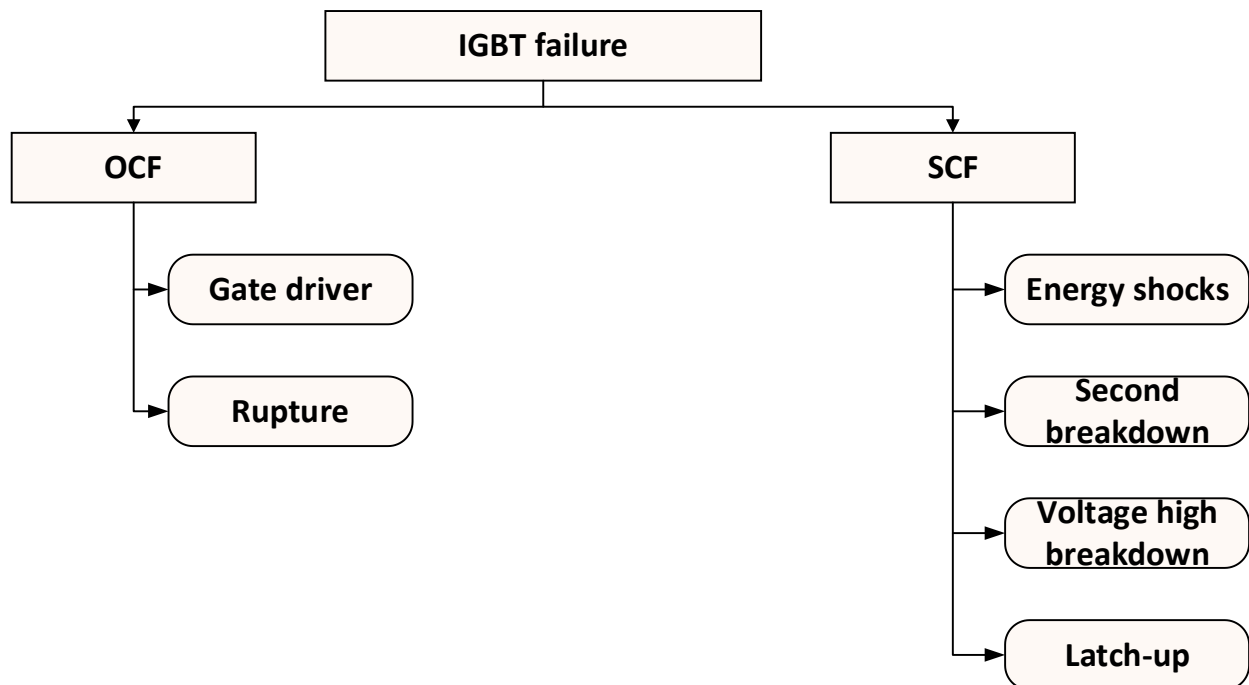 IGBT failure
OCF
SCF
Gate driver
Rupture
Energy shocks
Second
breakdown
Voltage high
breakdown
Latch-up